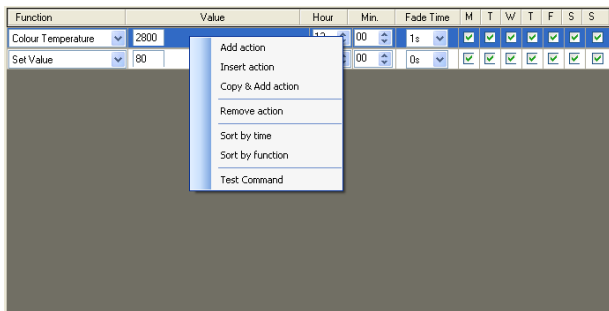 Function Value Hour Min. Fade Time M T W T F S S
Colour Temperature 2800 12 00 1s
Set Value 80 00 0s
Add action
Insert action
Copy & Add action
Remove action
Sort by time
Sort by function
Test Command